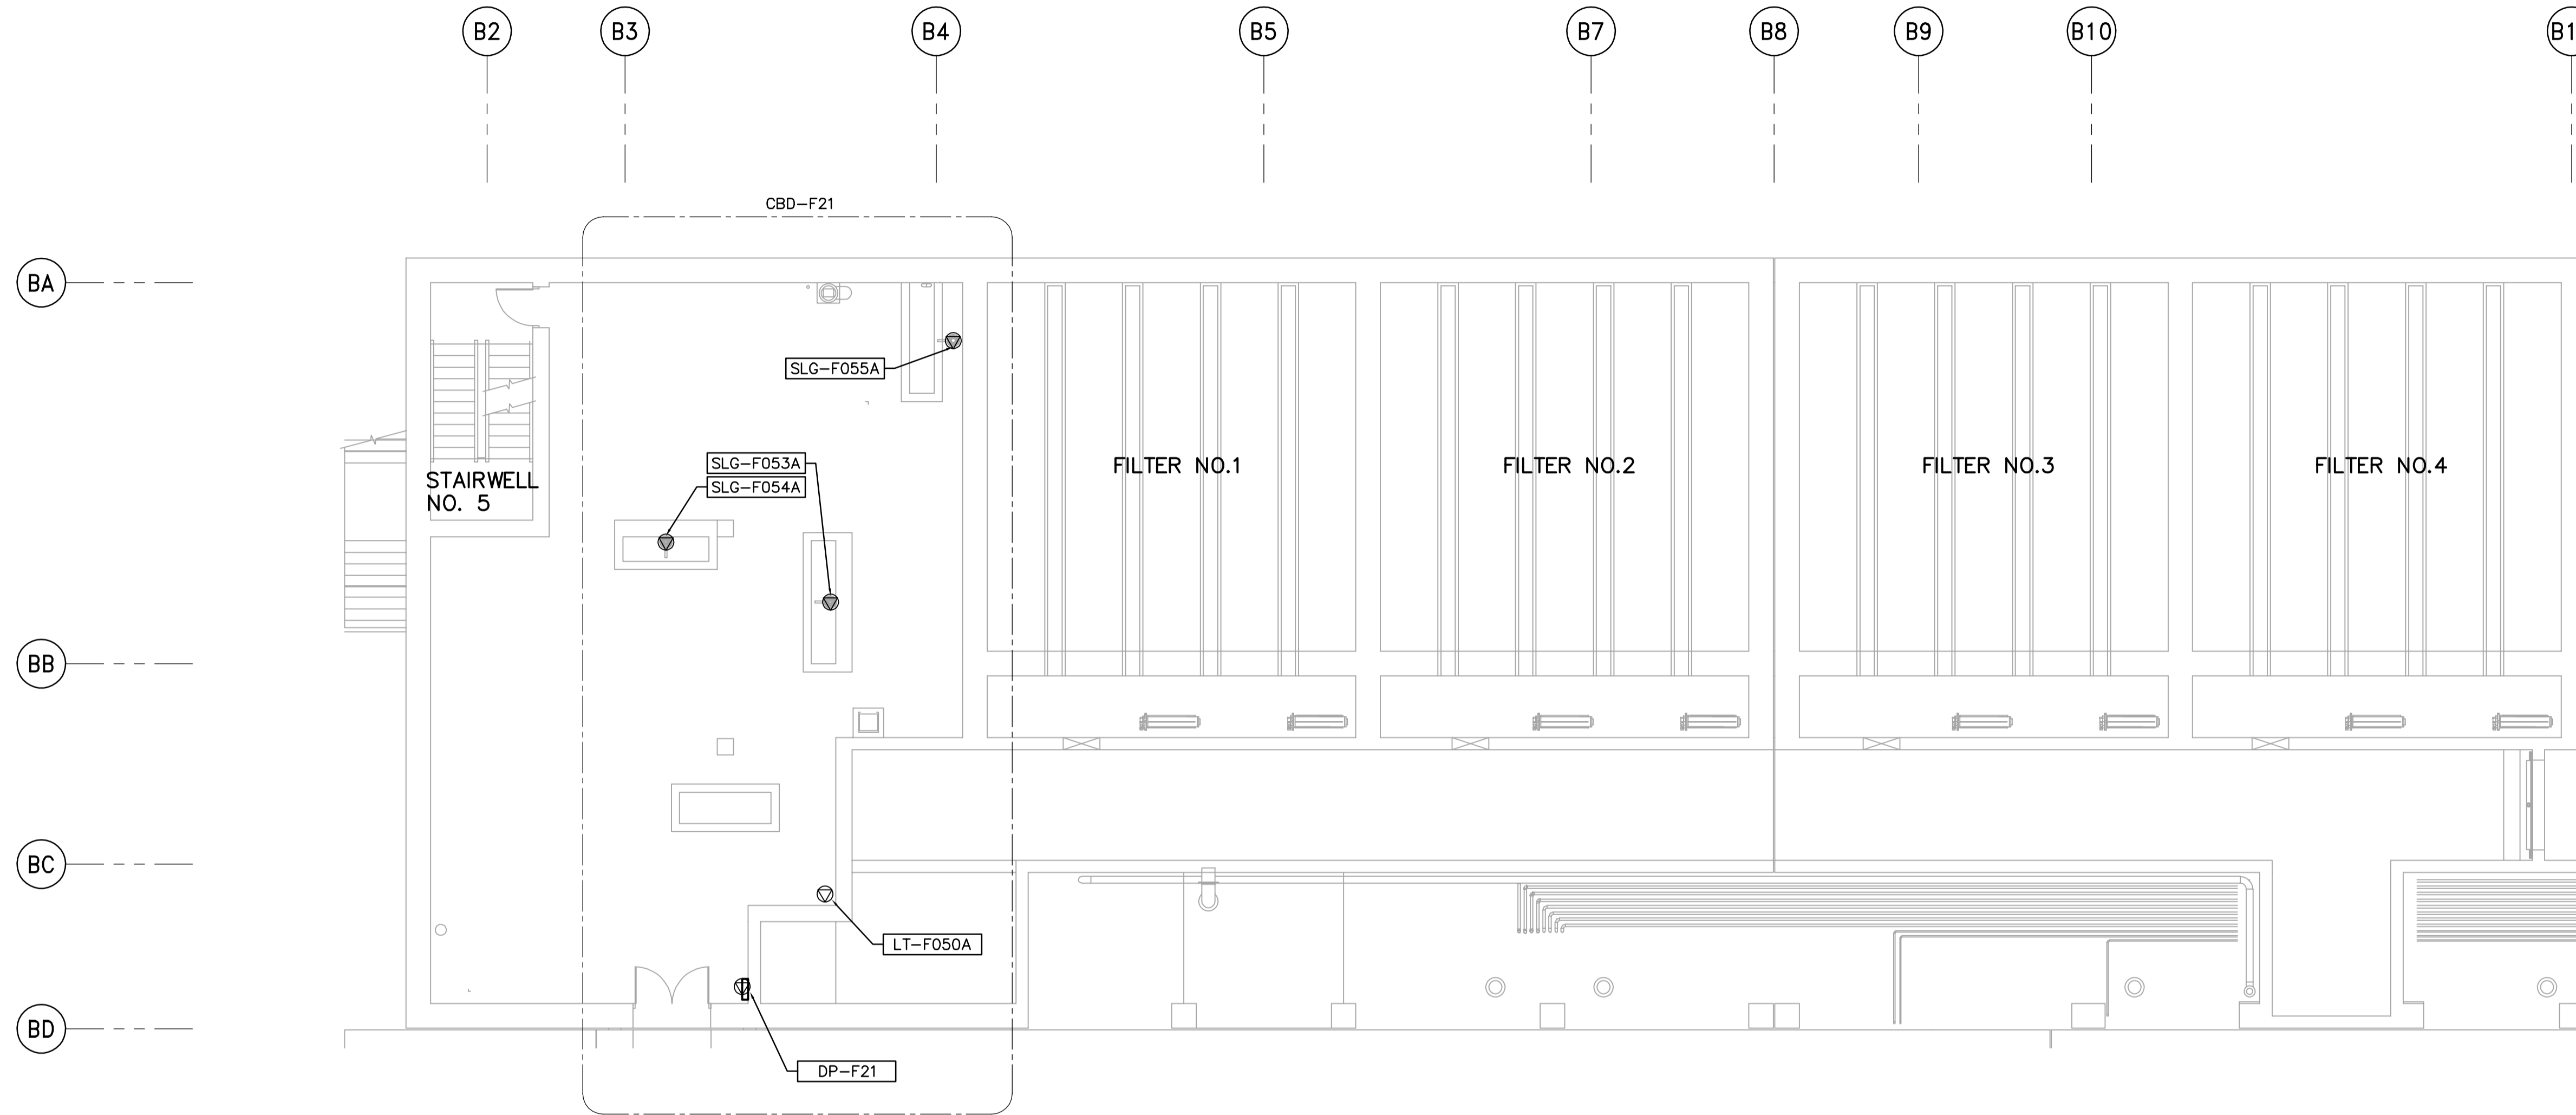 B2
B3
B4
B5
B7
B8
B9
B10
CBD-F21
BA
SLG-F055A
SLG-F053A
SLG-F054A
STAIRWELL
NO. 5
FILTER NO.1
FILTER NO.2
FILTER NO.3
FILTER NO.4
BB
BC
LT-F050A
BD
DP-F21